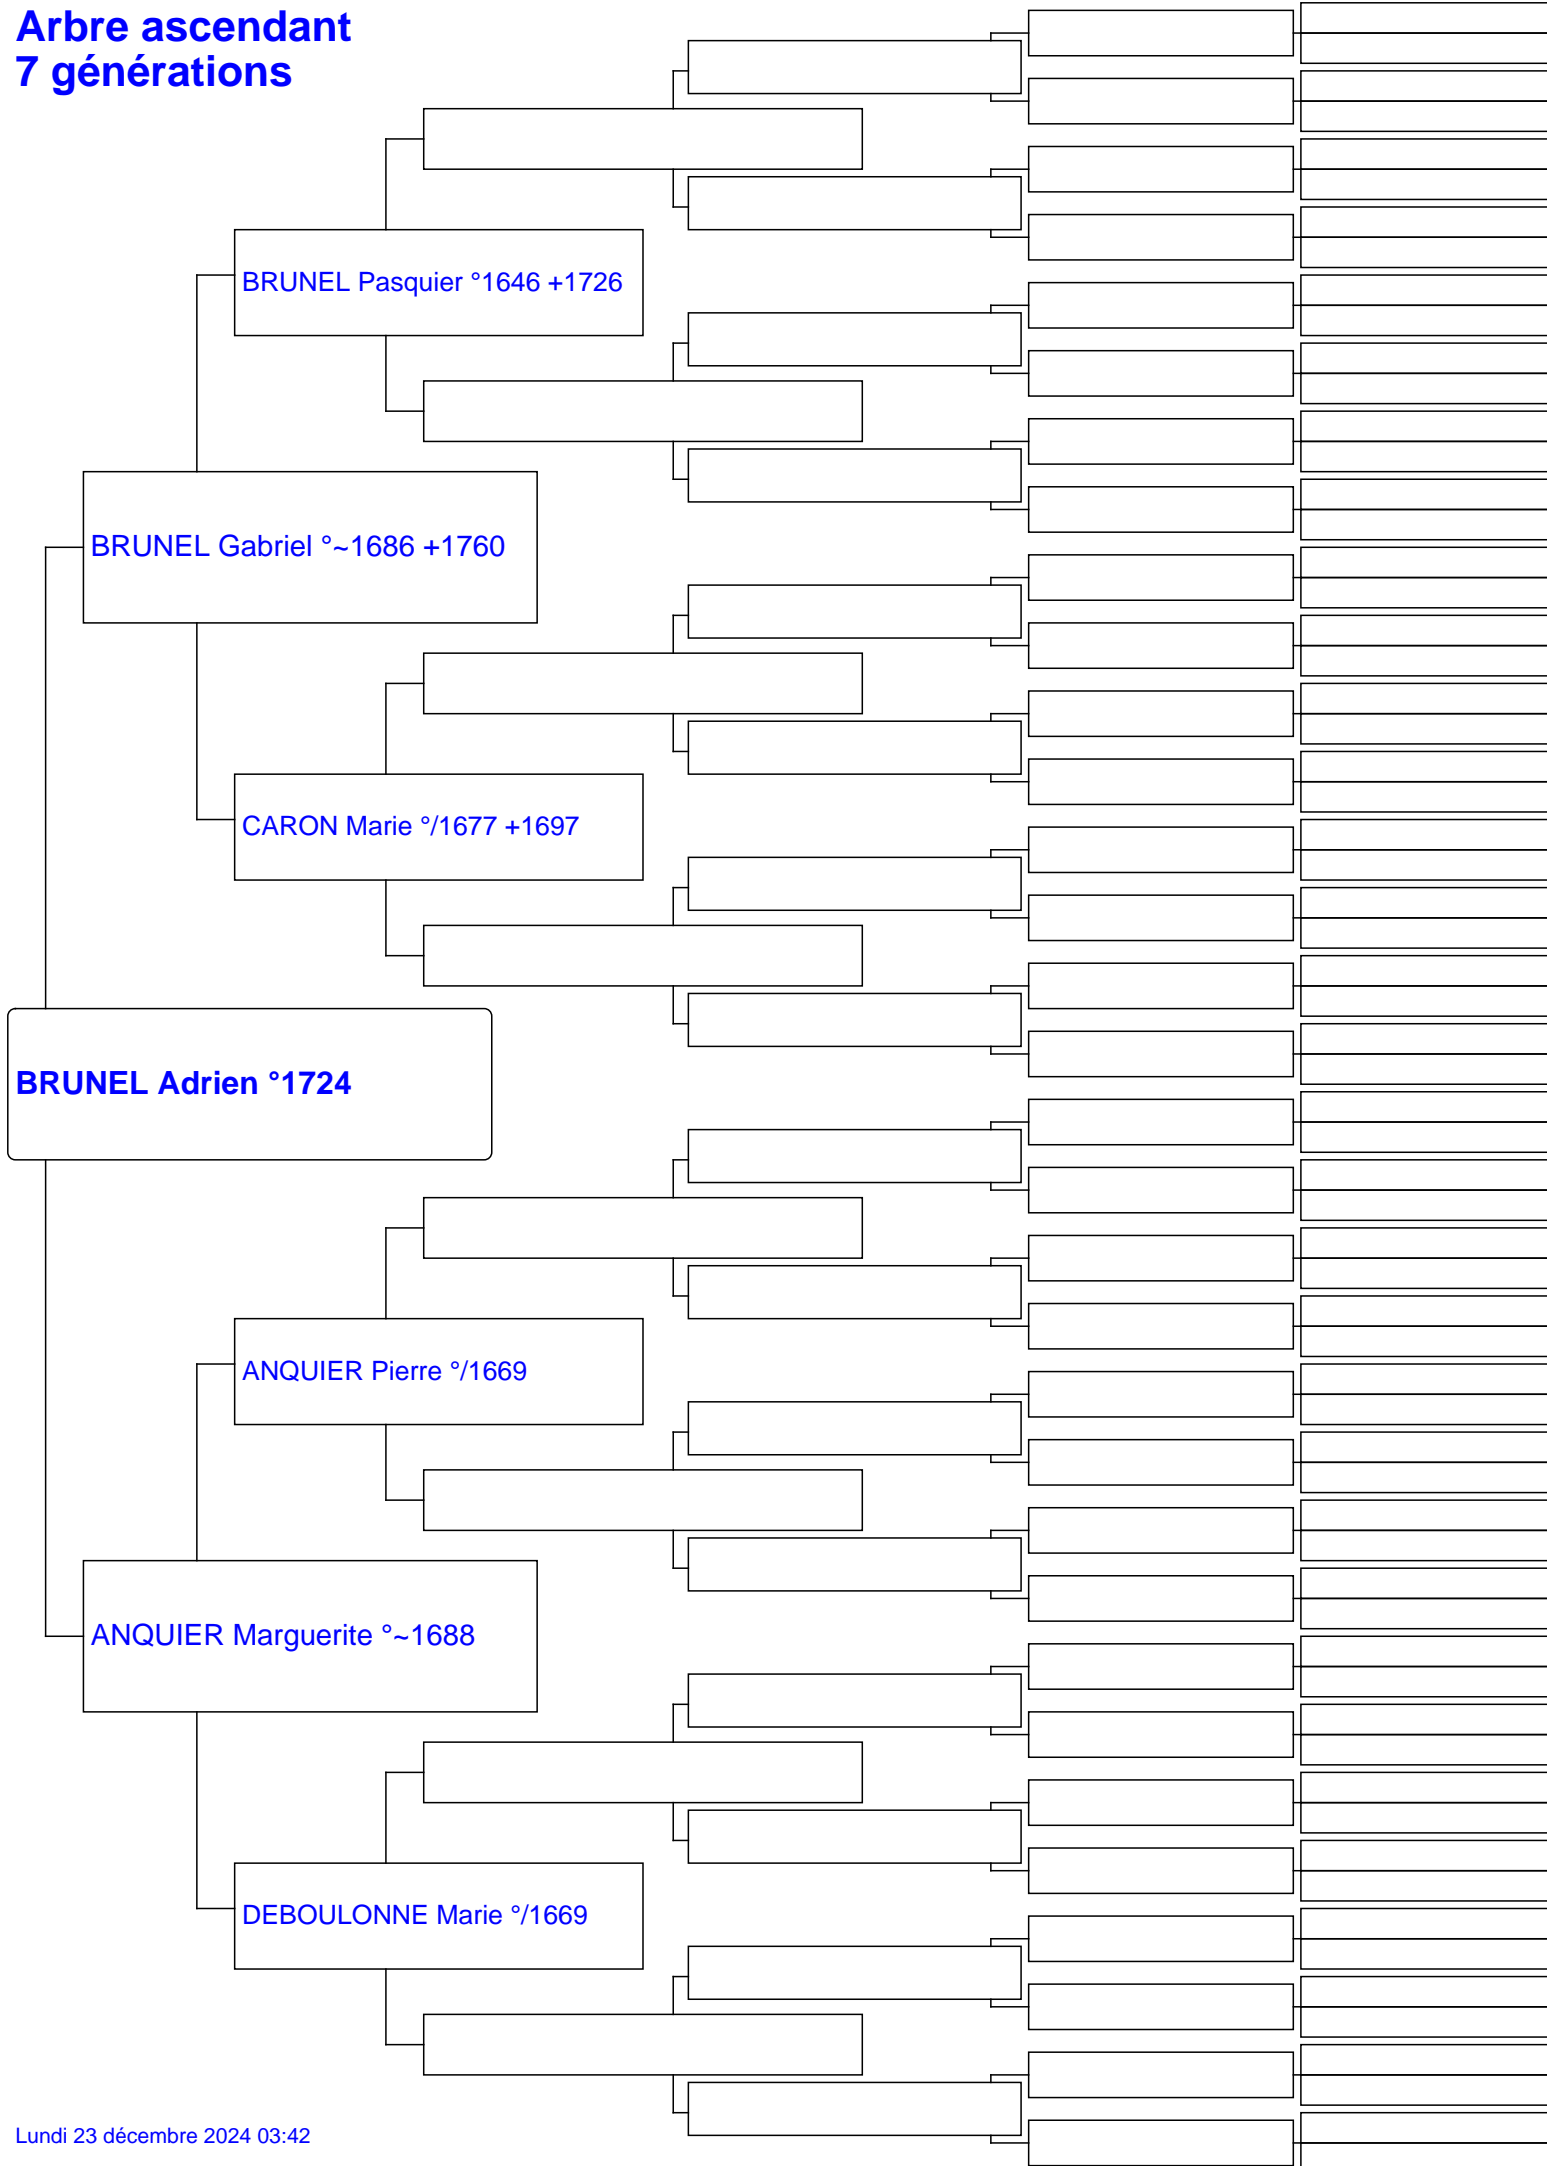 Arbre ascendant
7 générations
BRUNEL Pasquier °1646 +1726
BRUNEL Gabriel °~1686 +1760
CARON Marie °/1677 +1697
BRUNEL Adrien °1724
ANQUIER Pierre °/1669
ANQUIER Marguerite °~1688
DEBOULONNE Marie °/1669
Lundi 23 décembre 2024 03:42